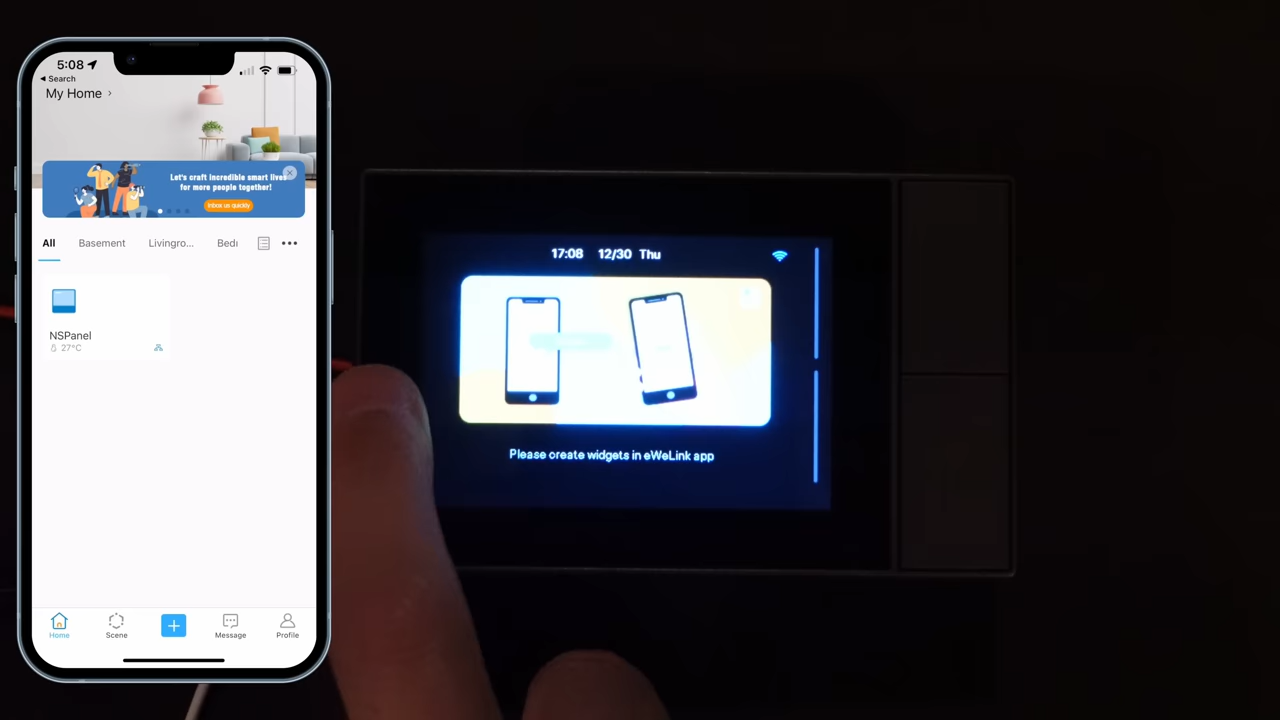 5:08
Search
My Home
Let's craft incredible smart lives
for more people together!
Inbox us quickly
All
Basement
Livingro...
NSPanel
27°C
Home
Scene
Message
Profile
17:08 12/30 Thu
Please create widgets in eWeLink app